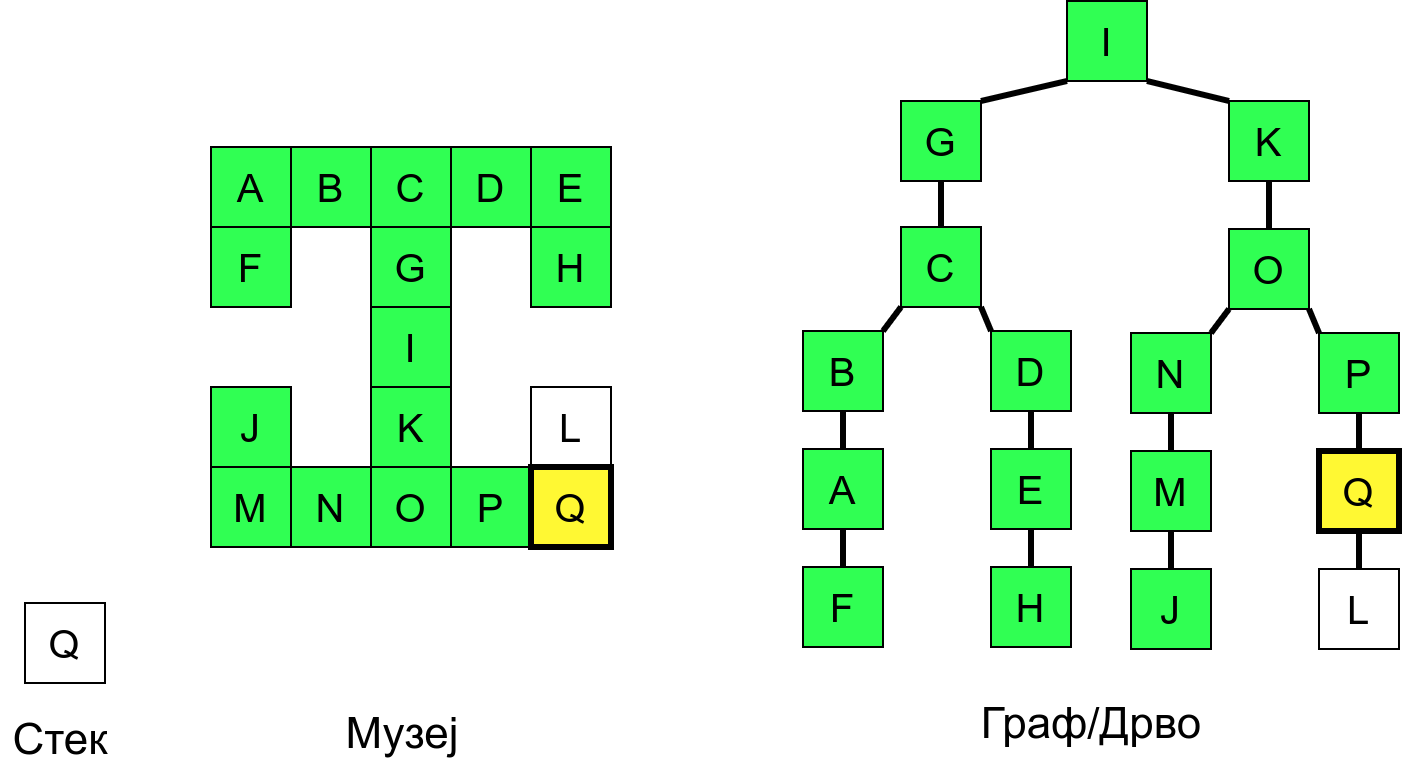 I
G K
A B C D E
F G H
C O
I
B D N P
J K L
M N O P Q
A E M Q
F H J L
Q
Стек
Музеј
Граф/Дрво